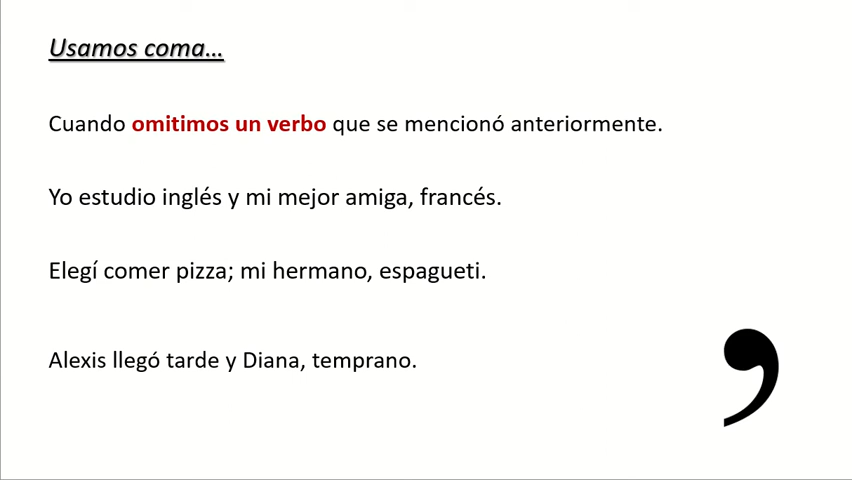 Usamos coma...
Cuando omitimos un verbo que se mencionó anteriormente.
Yo estudio inglés y mi mejor amiga, francés.
Elegí comer pizza; mi hermano, espagueti.
Alexis llegó tarde y Diana, temprano.
,